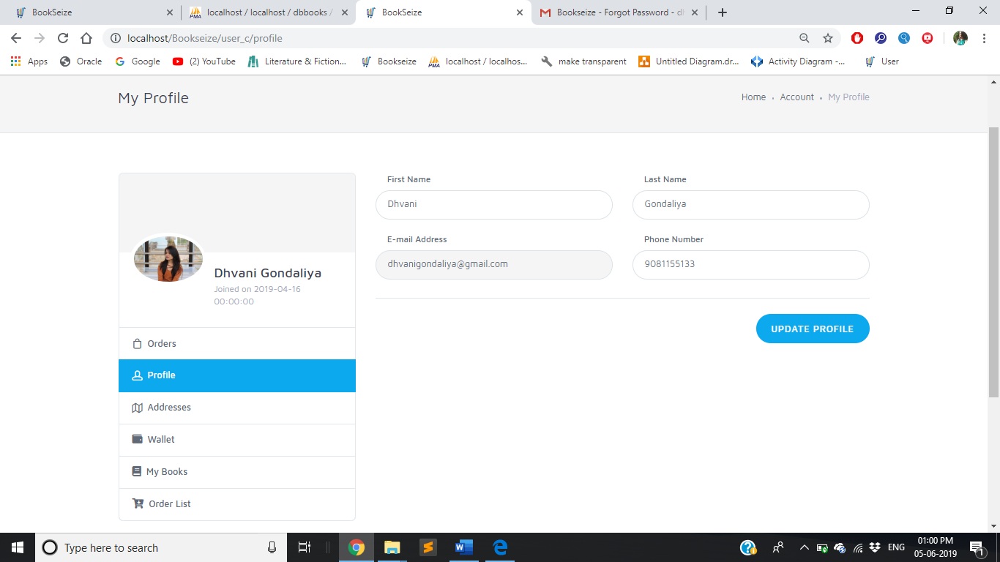 BookSeize
localhost / localhost / dbbooks /
BookSeize
Bookseize - Forgot Password - d
localhost/Bookseize/user_c/profile
Apps
Oracle
Google
(2) YouTube
Literature & Fiction...
Bookseize
localhost / localhos...
make transparent
Untitled Diagram.dr...
Activity Diagram -...
User
My Profile
Home
Account
My Profile
First Name
Last Name
Dhvani
Gondaliya
E-mail Address
Phone Number
dhvanigondaliya@gmail.com
9081155133
Dhvani Gondaliya
Joined on 2019-04-16
00:00:00
UPDATE PROFILE
Orders
Profile
Addresses
Wallet
My Books
Order List
Type here to search
ENG
01:00 PM
05-06-2019
1